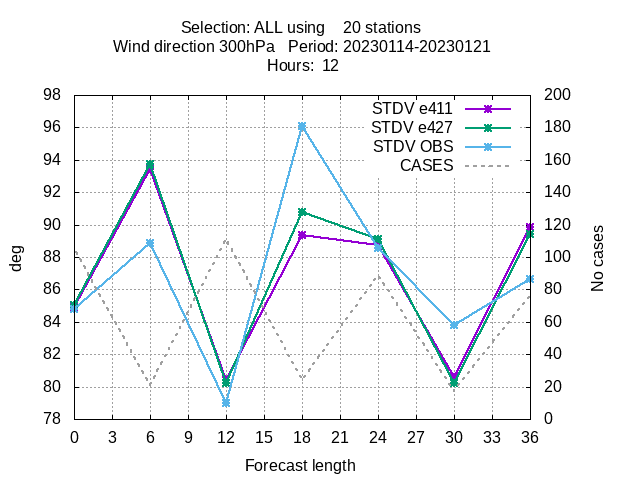 Selection: ALL using    20 stations
Wind direction 300hPa   Period: 20230114-20230121
Hours:  12
98 200
STDV e411
96 180
STDV e427
STDV OBS
94 160
CASES
92 140
90 120
88 100
deg
No cases
86 80
84 60
82 40
80 20
78 0
0 3 6 9 12 15 18 21 24 27 30 33 36
Forecast length